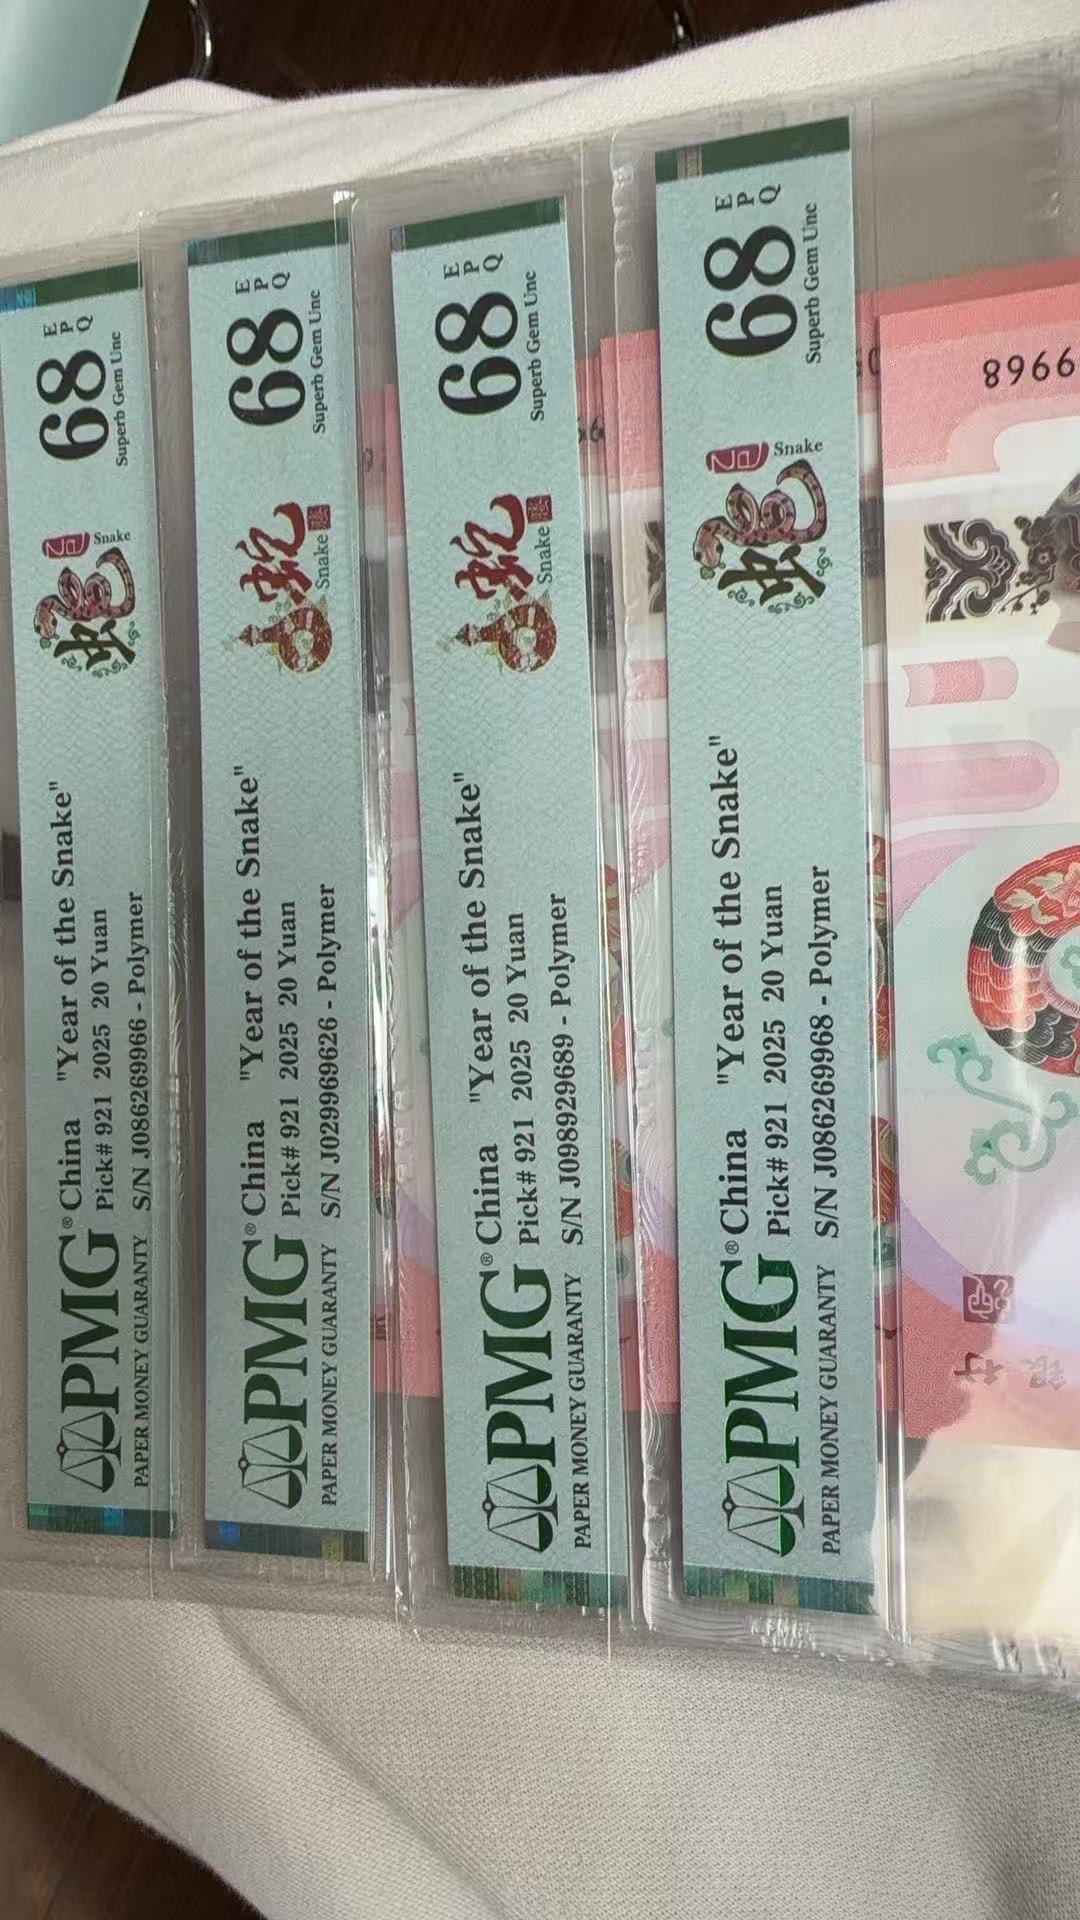 PMG®
PAPER MONEY GUARANTY
China "Year of the Snake"
Pick# 921 2025 20 Yuan
S/N J086269966 - Polymer
Snake
68
EPQ
Superb Gem Unc
PMG®
PAPER MONEY GUARANTY
China "Year of the Snake"
Pick# 921 2025 20 Yuan
S/N J029969626 - Polymer
蛇
Snake
68
EPQ
Superb Gem Unc
PMG®
PAPER MONEY GUARANTY
China "Year of the Snake"
Pick# 921 2025 20 Yuan
S/N J098929689 - Polymer
蛇
Snake
68
EPQ
Superb Gem Unc
PMG®
PAPER MONEY GUARANTY
China "Year of the Snake"
Pick# 921 2025 20 Yuan
S/N J086269968 - Polymer
Snake
68
EPQ
Superb Gem Unc
9968